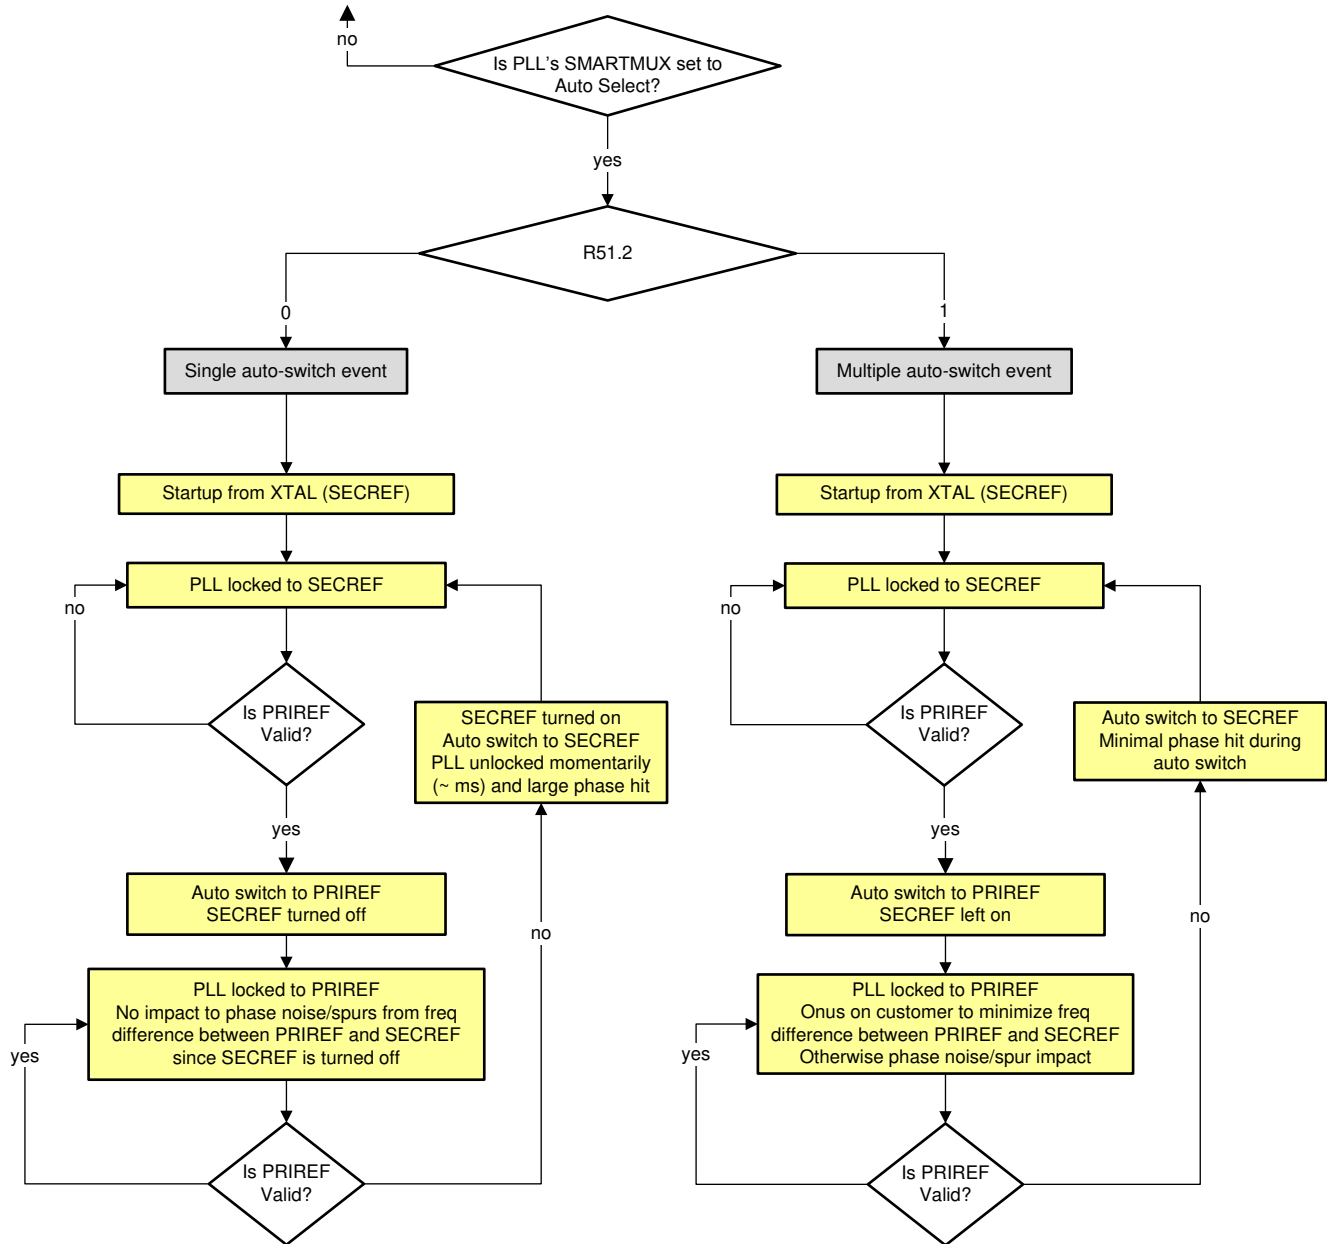 no
Is PLL's SMARTMUX set to
Auto Select?
yes
R51.2
0
1
Single auto-switch event
Multiple auto-switch event
Startup from XTAL (SECREF)
Startup from XTAL (SECREF)
PLL locked to SECREF
PLL locked to SECREF
no
no
Is PRIREF
Valid?
SECREF turned on
Auto switch to SECREF
PLL unlocked momentarily
(~ ms) and large phase hit
Is PRIREF
Valid?
Auto switch to SECREF
Minimal phase hit during
auto switch
yes
yes
Auto switch to PRIREF
SECREF turned off
no
Auto switch to PRIREF
SECREF left on
no
PLL locked to PRIREF
No impact to phase noise/spurs from freq
difference between PRIREF and SECREF
since SECREF is turned off
PLL locked to PRIREF
Onus on customer to minimize freq
difference between PRIREF and SECREF
Otherwise phase noise/spur impact
yes
yes
Is PRIREF
Valid?
Is PRIREF
Valid?